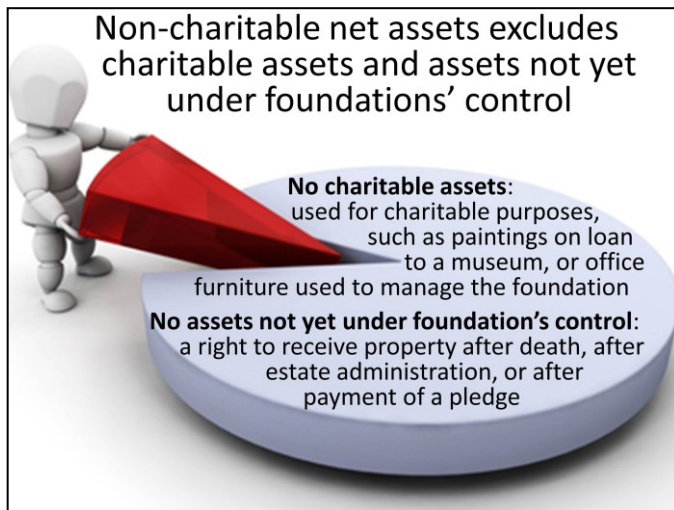 Non-charitable net assets excludes
charitable assets and assets not yet
under foundations’ control
No charitable assets:
used for charitable purposes,
such as paintings on loan
to a museum, or office
furniture used to manage the foundation
No assets not yet under foundation’s control:
a right to receive property after death, after
estate administration, or after
payment of a pledge